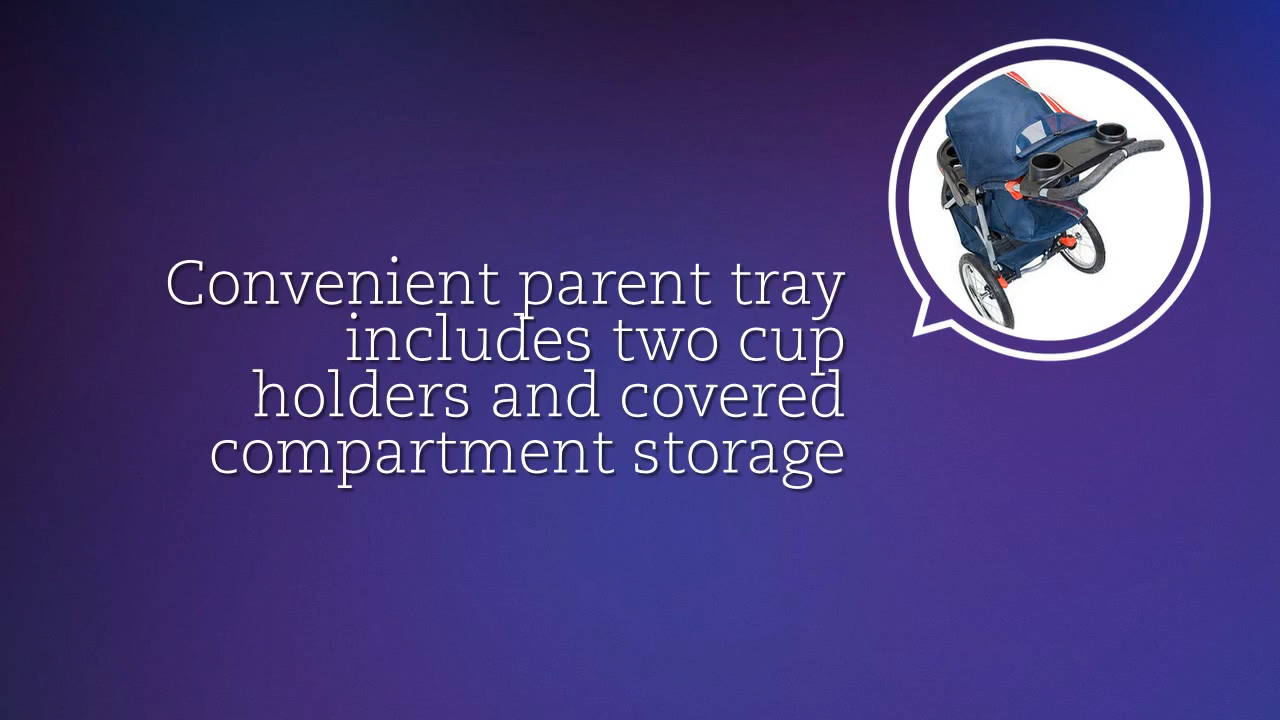 Convenient parent tray
includes two cup
holders and covered
compartment storage